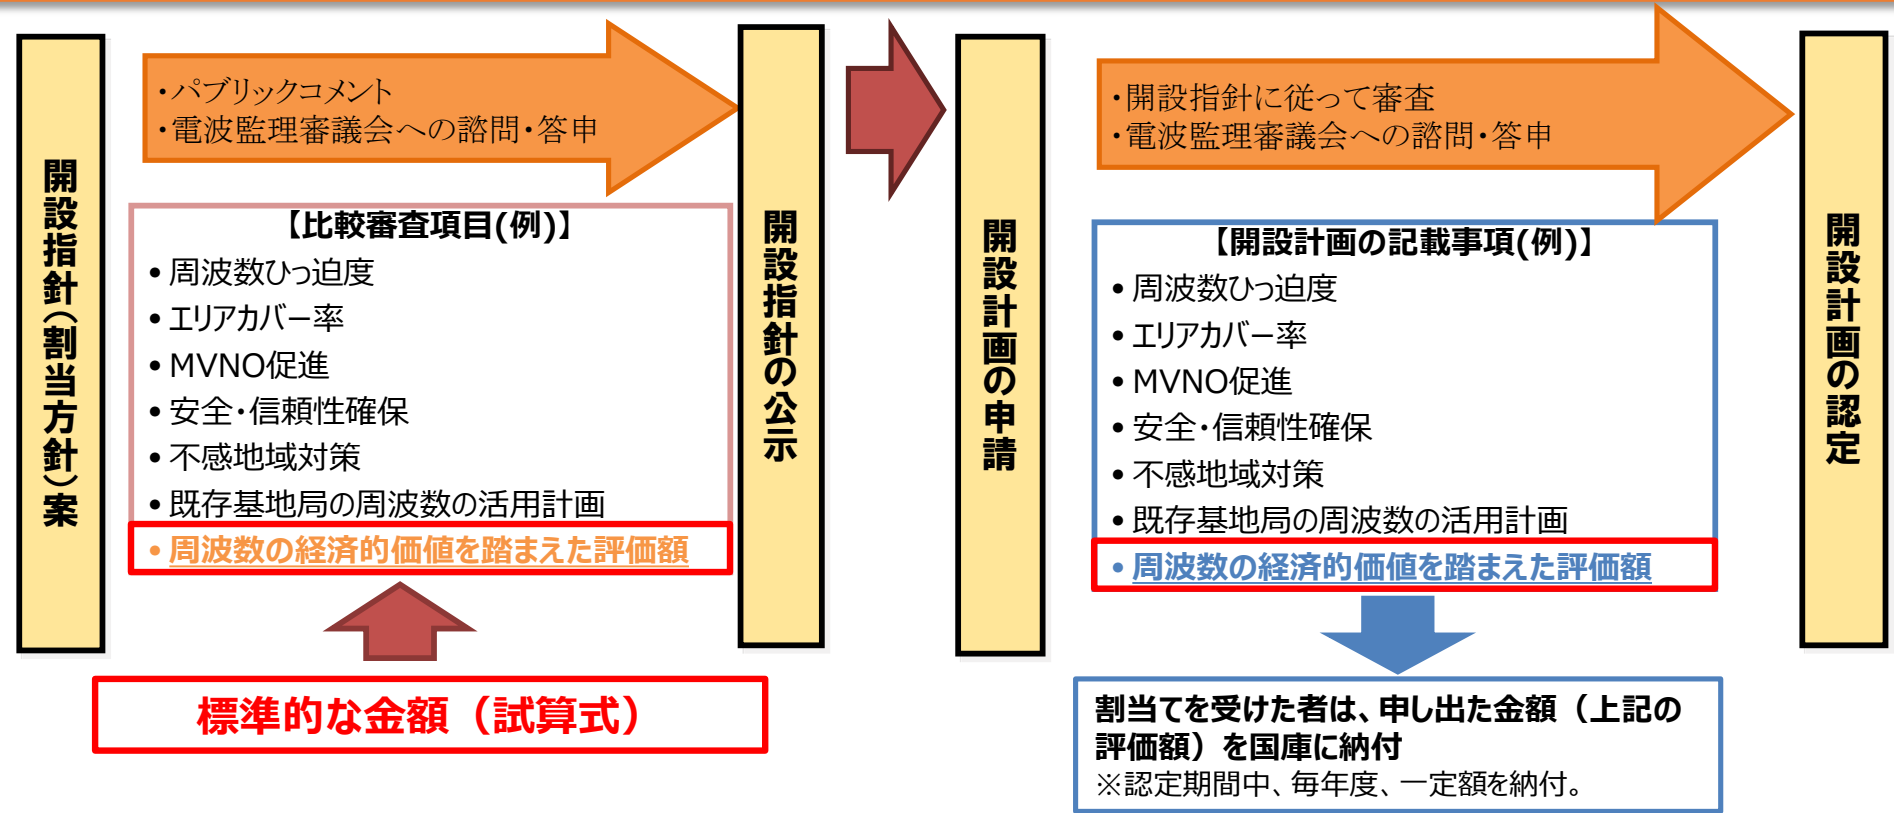 開設指針（割当方針）案
・パブリックコメント
・電波監理審議会への諮問・答申
【比較審査項目(例)】
• 周波数ひっ迫度
• エリアカバー率
• MVNO促進
• 安全・信頼性確保
• 不感地域対策
• 既存基地局の周波数の活用計画
• 周波数の経済的価値を踏まえた評価額
標準的な金額（試算式）
開設指針の公示
開設計画の申請
・開設指針に従って審査
・電波監理審議会への諮問・答申
【開設計画の記載事項(例)】
• 周波数ひっ迫度
• エリアカバー率
• MVNO促進
• 安全・信頼性確保
• 不感地域対策
• 既存基地局の周波数の活用計画
• 周波数の経済的価値を踏まえた評価額
割当てを受けた者は、申し出た金額（上記の
評価額）を国庫に納付
※認定期間中、毎年度、一定額を納付。
開設計画の認定